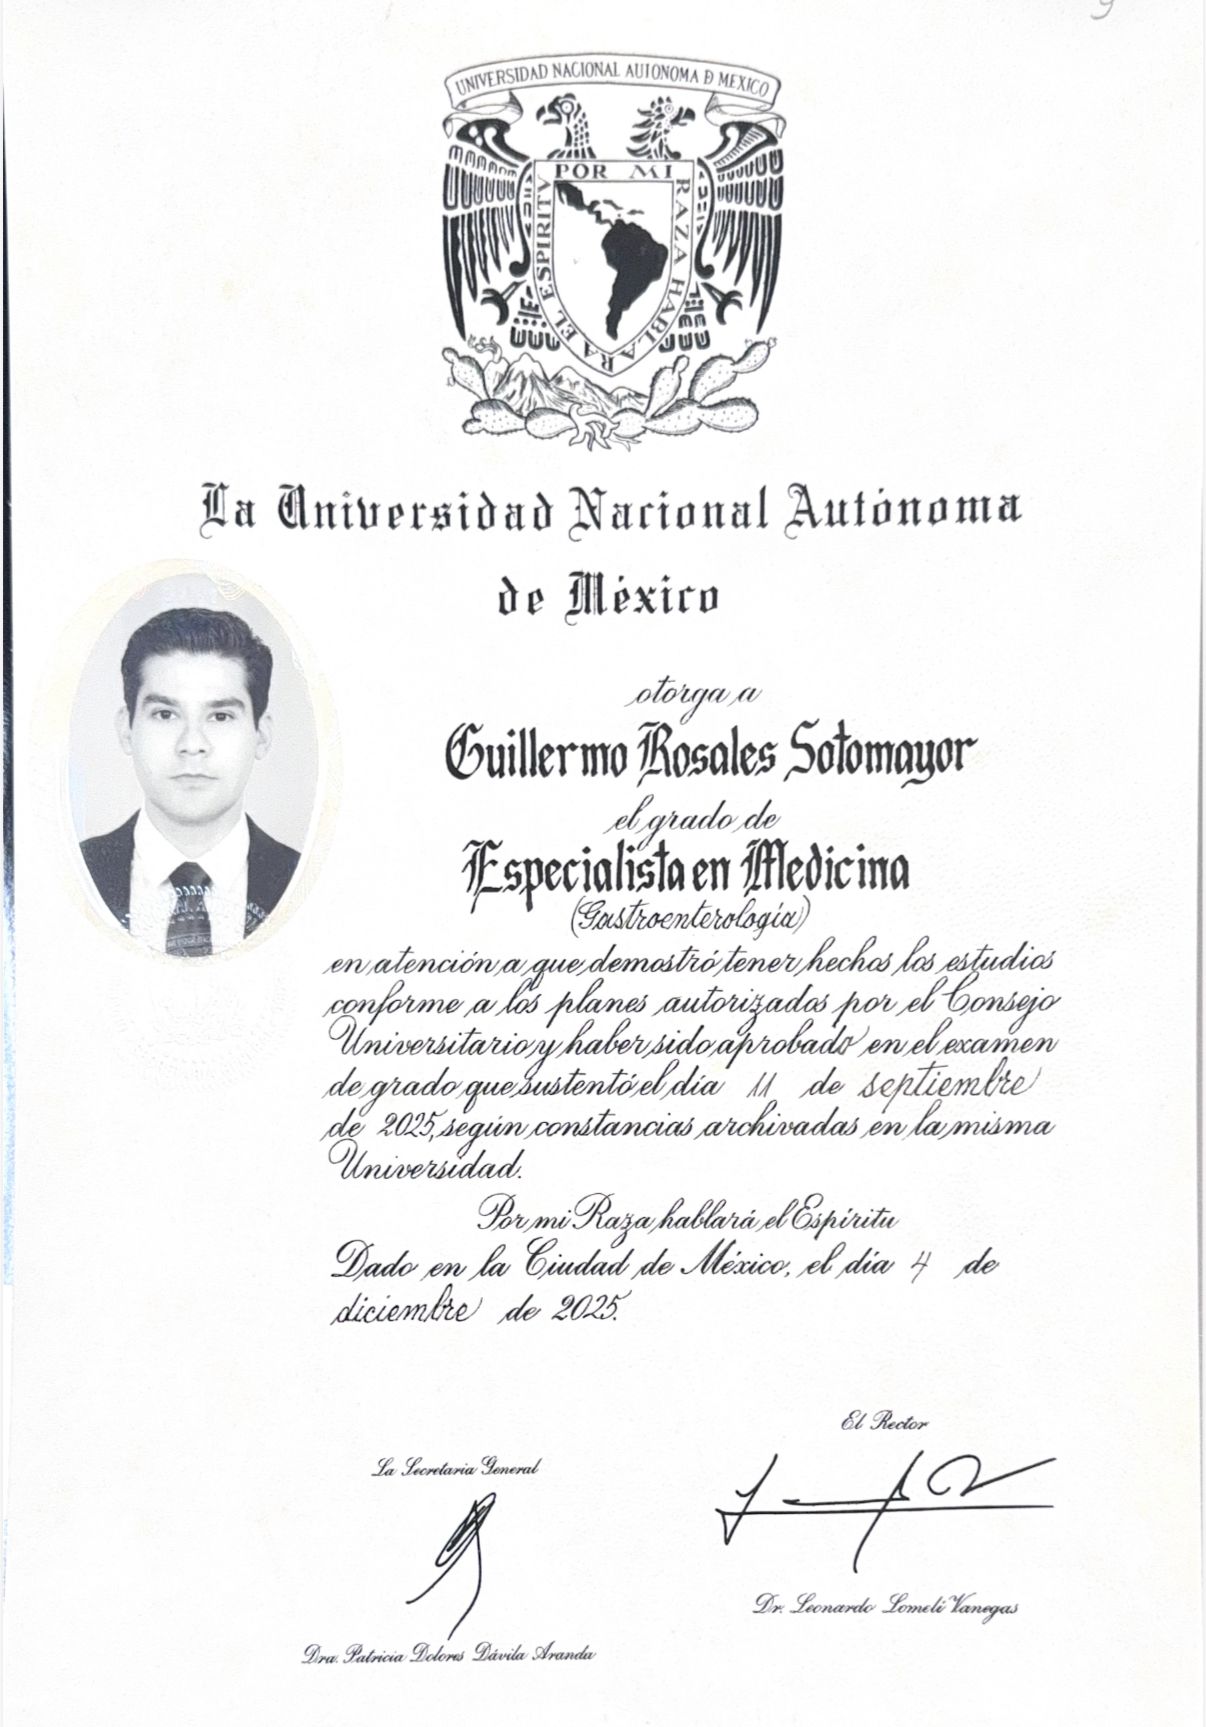 9
UNIVERSIDAD NACIONAL AUTONOMA D MEXICO
POR MI RAZA HABLARA EL ESPIRITV
La Universidad Nacional Autónoma
de México
otorga a
Guillermo Rosales Sotomayor
el grado de
Especialista en Medicina
(Gastroenterología)
en atención a que demostró tener hechos los estudios
conforme a los planes autorizados por el Consejo
Universitario y haber sido aprobado en el examen
de grado que sustentó el día 11 de septiembre
de 2025, según constancias archivadas en la misma
Universidad.
Por mi Raza hablará el Espíritu
Dado en la Ciudad de México, el día 4 de
diciembre de 2025.
El Rector
La Secretaria General
Dr. Leonardo Lomelí Vanegas
Dra. Patricia Dolores Dávila Aranda